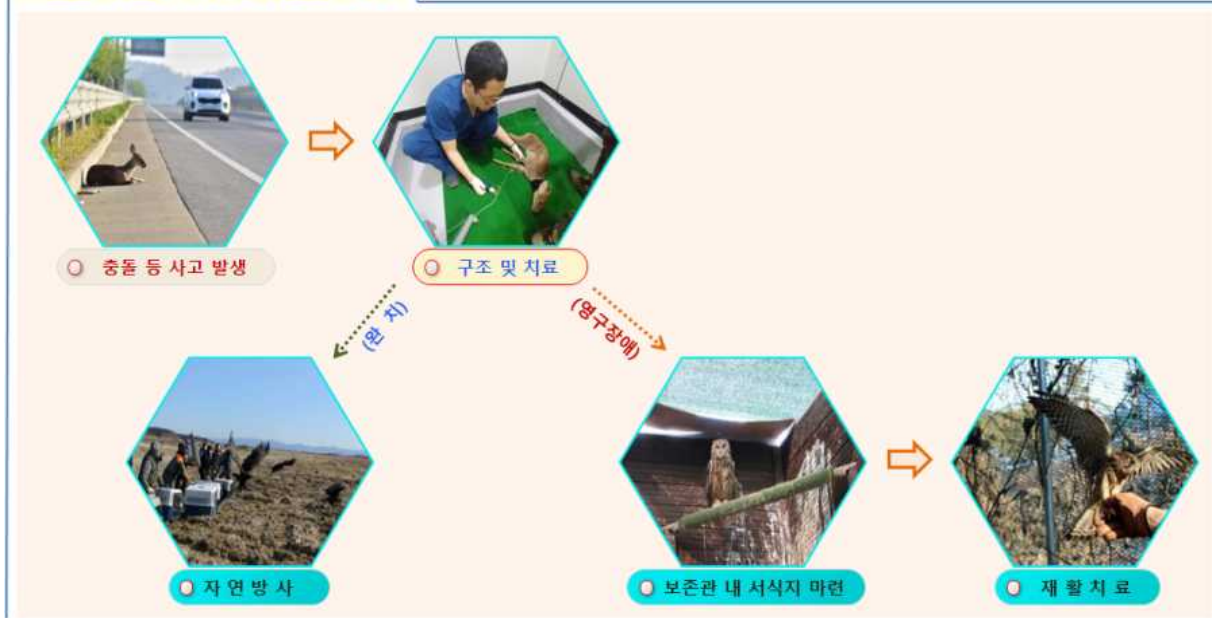 충돌 등 사고 발생
구조 및 치료
(완 치)
(영구장애)
자 연 방 사
보존관 내 서식지 마련
재 활 치 료